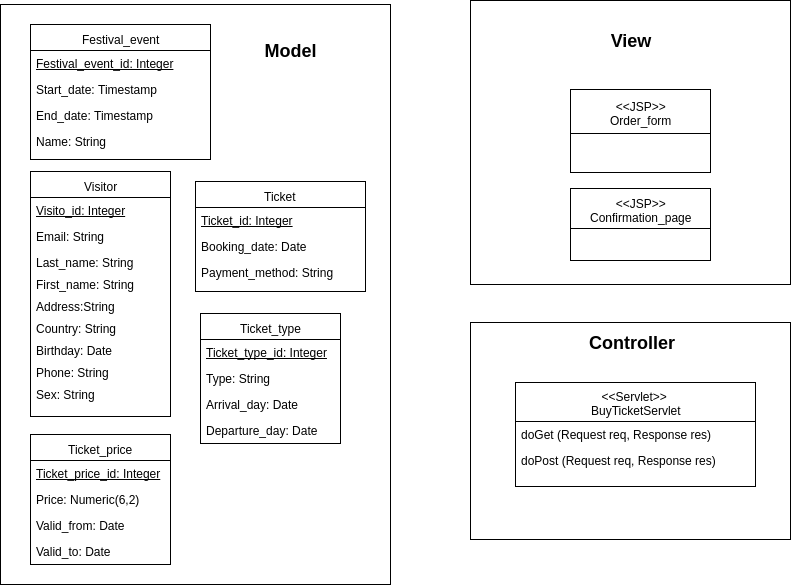 Model
Festival_event
Festival_event_id: Integer
Start_date: Timestamp
End_date: Timestamp
Name: String
Visitor
Visito_id: Integer
Email: String
Last_name: String
First_name: String
Address:String
Country: String
Birthday: Date
Phone: String
Sex: String
Ticket
Ticket_id: Integer
Booking_date: Date
Payment_method: String
Ticket_type
Ticket_type_id: Integer
Type: String
Arrival_day: Date
Departure_day: Date
Ticket_price
Ticket_price_id: Integer
Price: Numeric(6,2)
Valid_from: Date
Valid_to: Date
View
<<JSP>>
Order_form
<<JSP>>
Confirmation_page
Controller
<<Servlet>>
BuyTicketServlet
doGet (Request req, Response res)
doPost (Request req, Response res)